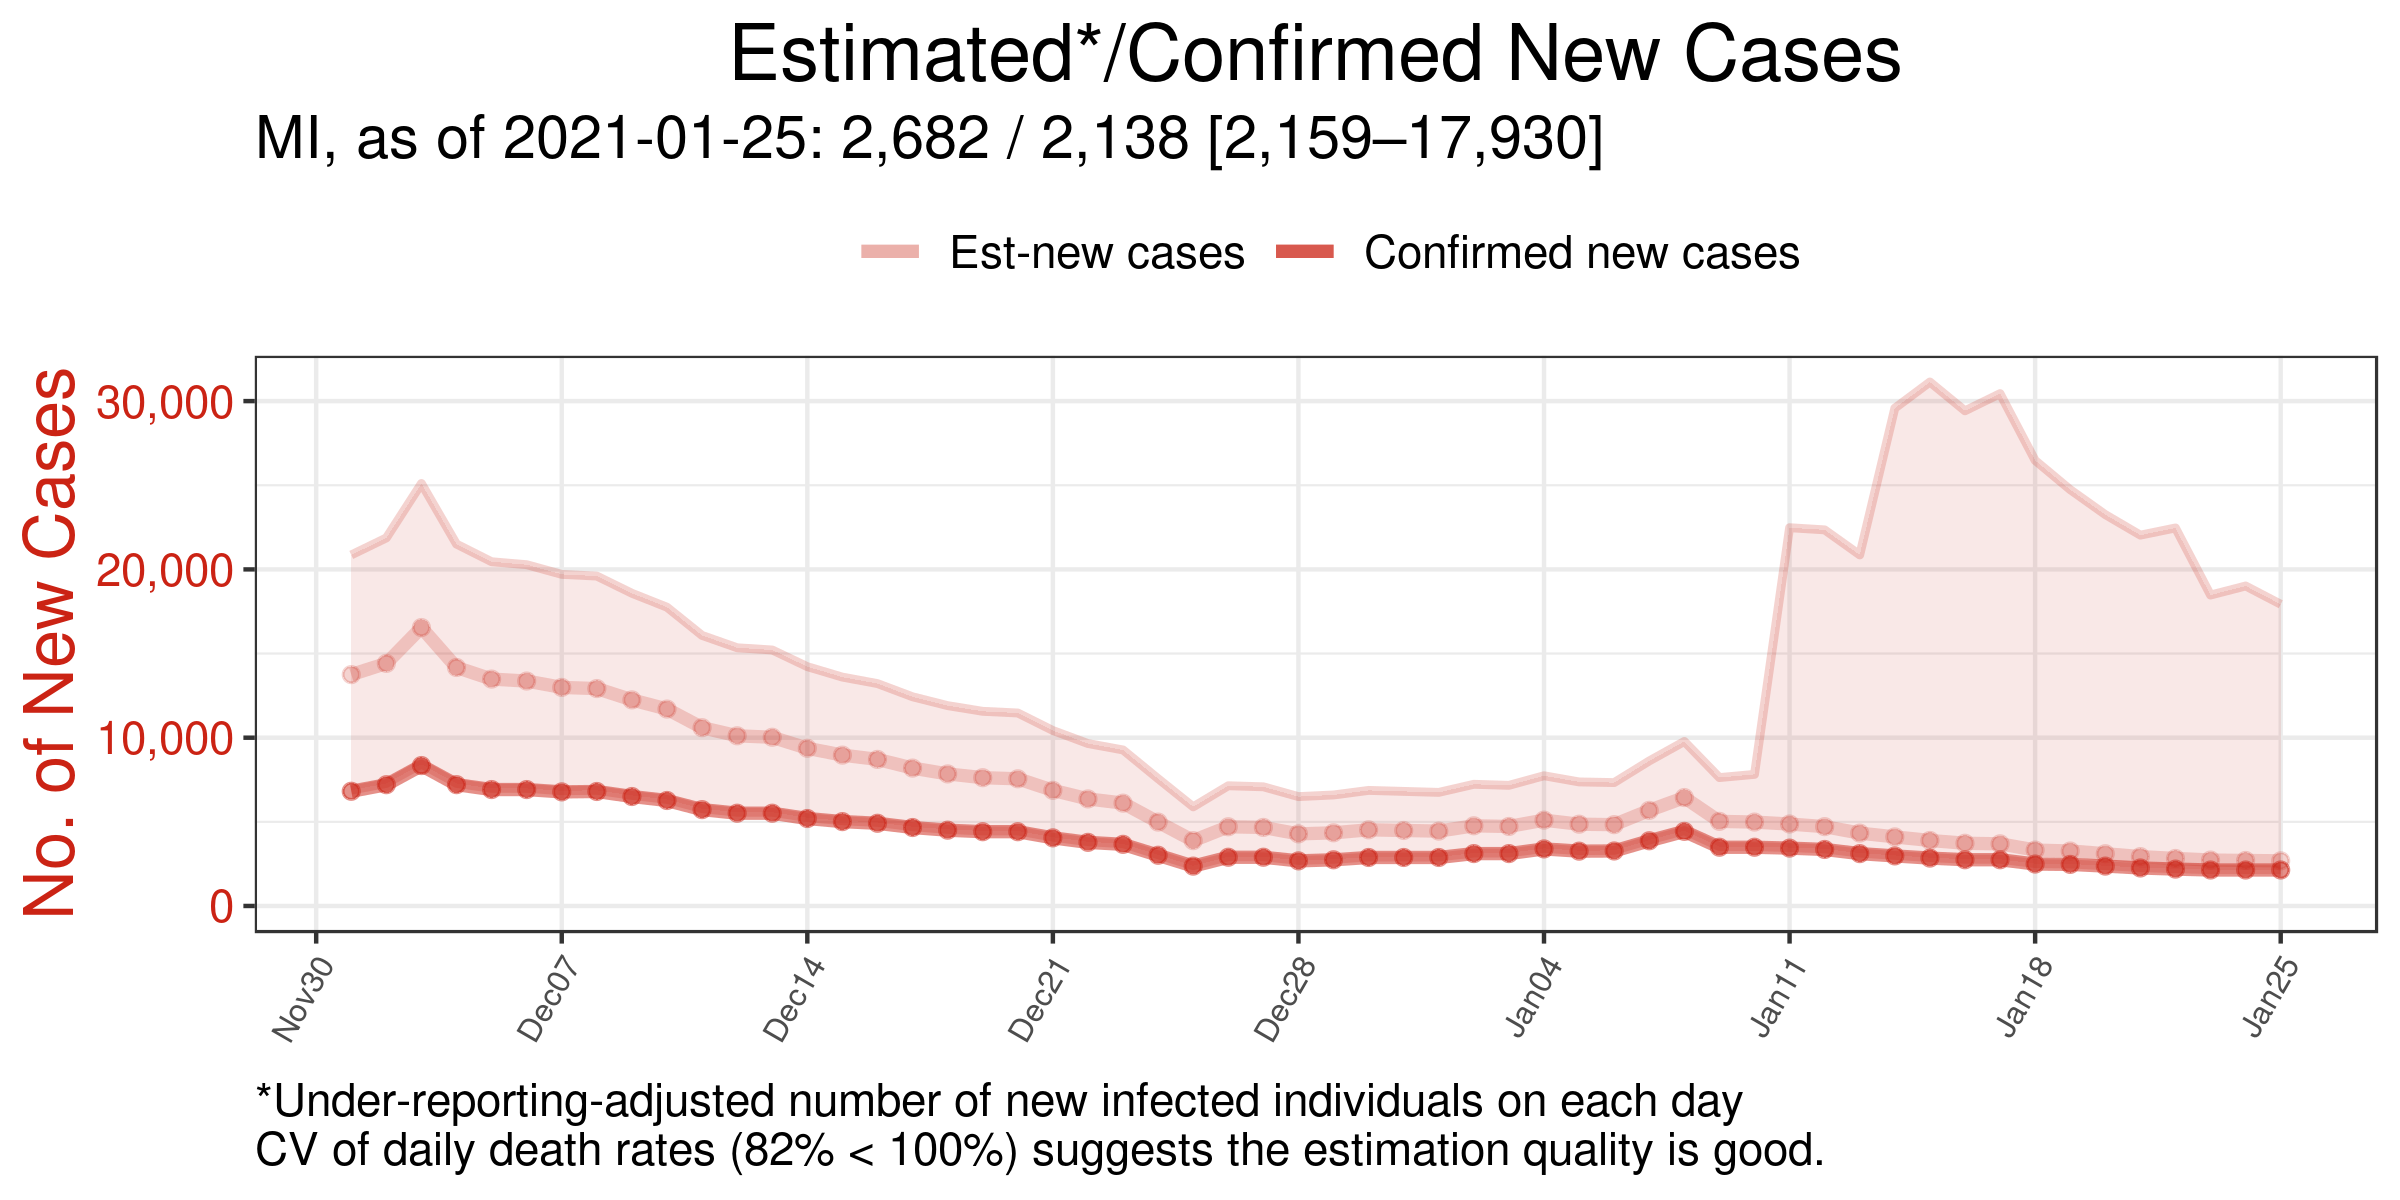 Estimated*/Confirmed New Cases
MI, as of 2021-01-25: 2,682 / 2,138 [2,159–17,930]
Est-new cases
Confirmed new cases
No. of New Cases
30,000
20,000
10,000
0
Nov30
Dec07
Dec14
Dec21
Dec28
Jan04
Jan11
Jan18
Jan25
*Under-reporting-adjusted number of new infected individuals on each day
CV of daily death rates (82% < 100%) suggests the estimation quality is good.